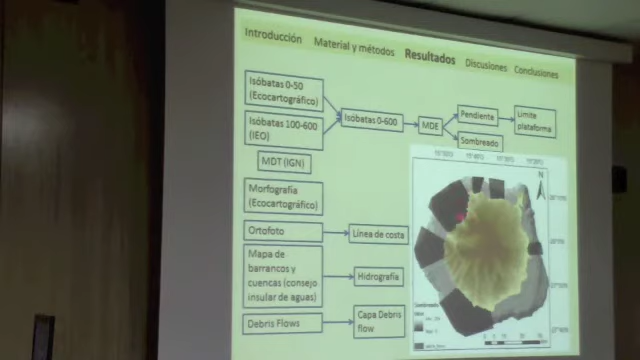 Introducción Material y métodos Resultados Discusiones Conclusiones
Isóbatas 0-50
(Ecocartográfico)
Isóbatas 100-600
(IEO)
Isóbatas 0-600
MDE
Pendiente
Sombreado
Límite
plataforma
MDT (IGN)
Morfografía
(Ecocartográfico)
Ortofoto
Línea de costa
Mapa de
barrancos y
cuencas (consejo
insular de aguas)
Hidrografía
Debris Flows
Capa Debris
flow
N